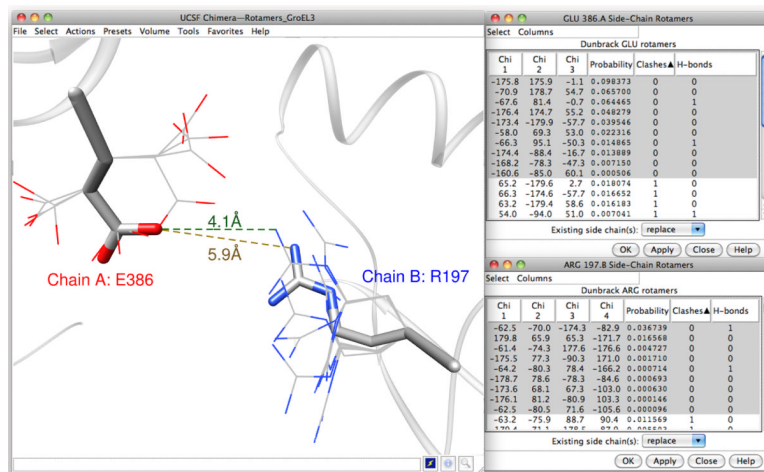 UCSF Chimera—Rotamers_GroEL3
File Select Actions Presets Volume Tools Favorites Help
4.1Å
5.9Å
Chain A: E386
Chain B: R197
GLU 386.A Side-Chain Rotamers
Select Columns
Dunbrack GLU rotamers
Chi 1 Chi 2 Chi 3 Probability Clashes▲ H-bonds
-175.8 175.9 -1.1 0.098373 0 0
-70.9 178.7 54.7 0.065700 0 0
-67.6 81.4 -0.7 0.064465 0 1
-176.4 174.7 55.2 0.048279 0 0
-173.4 -179.9 -57.7 0.039546 0 0
-58.0 69.3 53.0 0.022316 0 0
-66.3 95.1 -50.3 0.014865 0 1
-174.4 -88.4 -16.7 0.013889 0 0
-168.2 -78.3 -47.3 0.007150 0 0
-160.6 -85.0 60.1 0.000506 0 0
65.2 -179.6 2.7 0.018074 1 0
66.3 -174.6 -57.7 0.016652 1 0
63.2 -179.4 58.6 0.016183 1 0
54.0 -94.0 51.0 0.007041 1 1
Existing side chain(s): replace
OK Apply Close Help
ARG 197.B Side-Chain Rotamers
Select Columns
Dunbrack ARG rotamers
Chi 1 Chi 2 Chi 3 Chi 4 Probability Clashes▲ H-bonds
-62.5 -70.0 -174.3 -82.9 0.036739 0 1
179.8 65.9 65.3 -171.7 0.016568 0 0
-61.4 -74.3 177.6 -176.6 0.004727 0 0
-175.5 77.3 -90.3 171.0 0.001710 0 0
-64.2 -80.3 78.4 -166.2 0.000714 0 1
-178.7 78.6 -78.3 -84.6 0.000693 0 0
-173.6 68.1 67.3 -103.0 0.000630 0 0
-176.1 81.2 -80.9 103.3 0.000146 0 0
-62.5 -80.5 71.6 -105.6 0.000096 0 0
-63.2 -75.9 88.7 90.4 0.011569 1 0
Existing side chain(s): replace
OK Apply Close Help